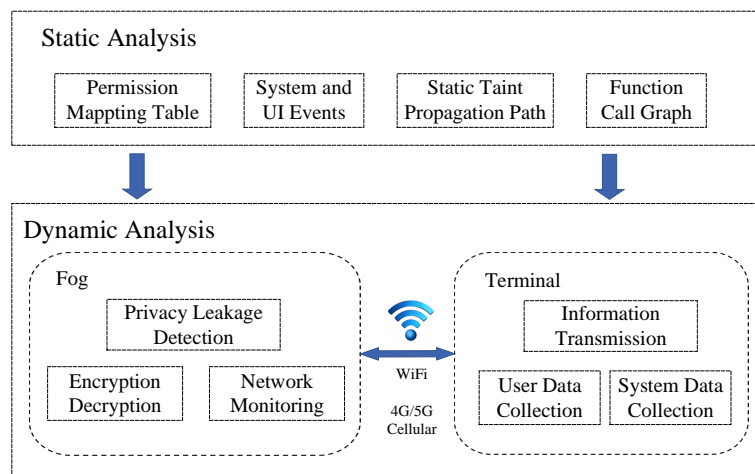 Static Analysis
Permission
Mappting Table
System and
UI Events
Static Taint
Propagation Path
Function
Call Graph
Dynamic Analysis
Fog
Privacy Leakage
Detection
Encryption
Decryption
Network
Monitoring
WiFi
4G/5G
Cellular
Terminal
Information
Transmission
User Data
Collection
System Data
Collection